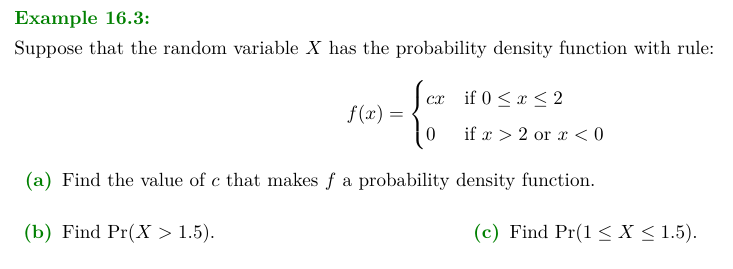 Example 16.3:
Suppose that the random variable X has the probability density function with rule:
f(x) = { cx if 0 ≤ x ≤ 2
0 if x > 2 or x < 0
(a) Find the value of c that makes f a probability density function.
(b) Find Pr(X > 1.5). (c) Find Pr(1 ≤ X ≤ 1.5).